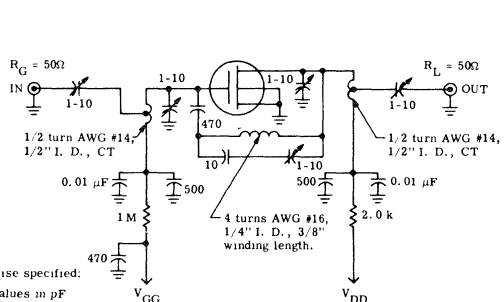 R_G = 50Ω
IN
1-10
1-10
470
1-10
R_L = 50Ω
OUT
1-10
1/2 turn AWG #14,
1/2" I. D., CT
10
1-10
1/2 turn AWG #14,
1/2" I. D., CT
0.01 μF
500
500
0.01 μF
1 M
4 turns AWG #16,
1/4" I. D., 3/8"
winding length.
2.0 k
470
ise specified:
alues in pF
V_GG
V_DD